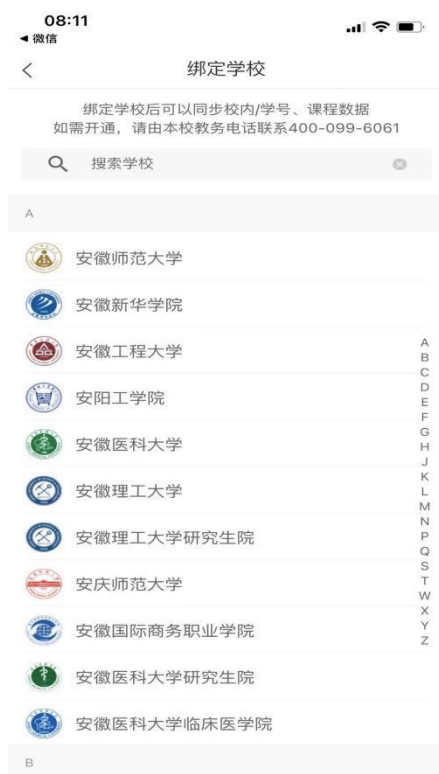 08:11
◀ 微信
绑定学校
绑定学校后可以同步校内/学号、课程数据
如需开通，请由本校教务电话联系400-099-6061
搜索学校
A
安徽师范大学
安徽新华学院
安徽工程大学
安阳工学院
安徽医科大学
安徽理工大学
安徽理工大学研究生院
安庆师范大学
安徽国际商务职业学院
安徽医科大学研究生院
安徽医科大学临床医学院
B
A
B
C
D
E
F
G
H
J
K
L
M
N
P
Q
S
T
W
X
Y
Z